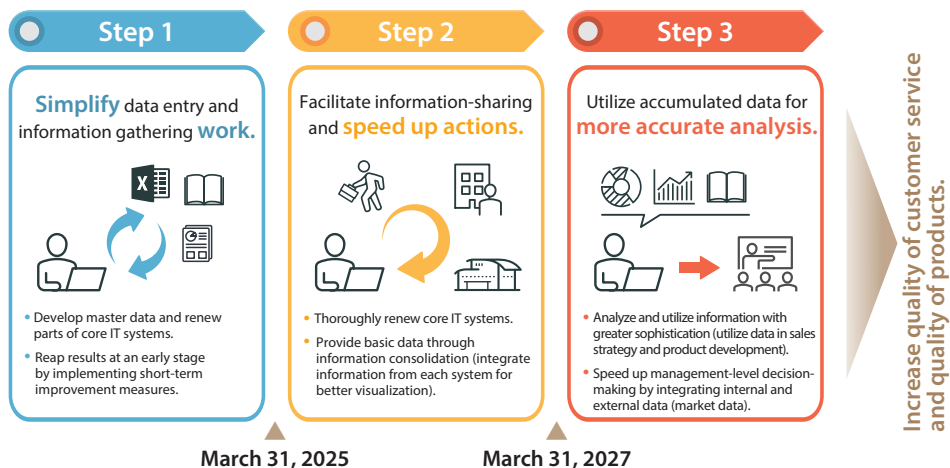 Step 1
Simplify data entry and
information gathering work.
X
• Develop master data and renew
parts of core IT systems.
• Reap results at an early stage
by implementing short-term
improvement measures.
Step 2
Facilitate information-sharing
and speed up actions.
• Thoroughly renew core IT systems.
• Provide basic data through
information consolidation (integrate
information from each system for
better visualization).
Step 3
Utilize accumulated data for
more accurate analysis.
• Analyze and utilize information with
greater sophistication (utilize data in sales
strategy and product development).
• Speed up management-level decision-
making by integrating internal and
external data (market data).
March 31, 2025
March 31, 2027
Increase quality of customer service
and quality of products.